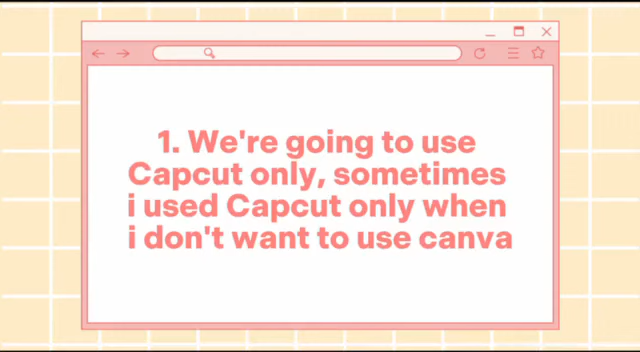 1. We're going to use
Capcut only, sometimes
i used Capcut only when
i don't want to use canva